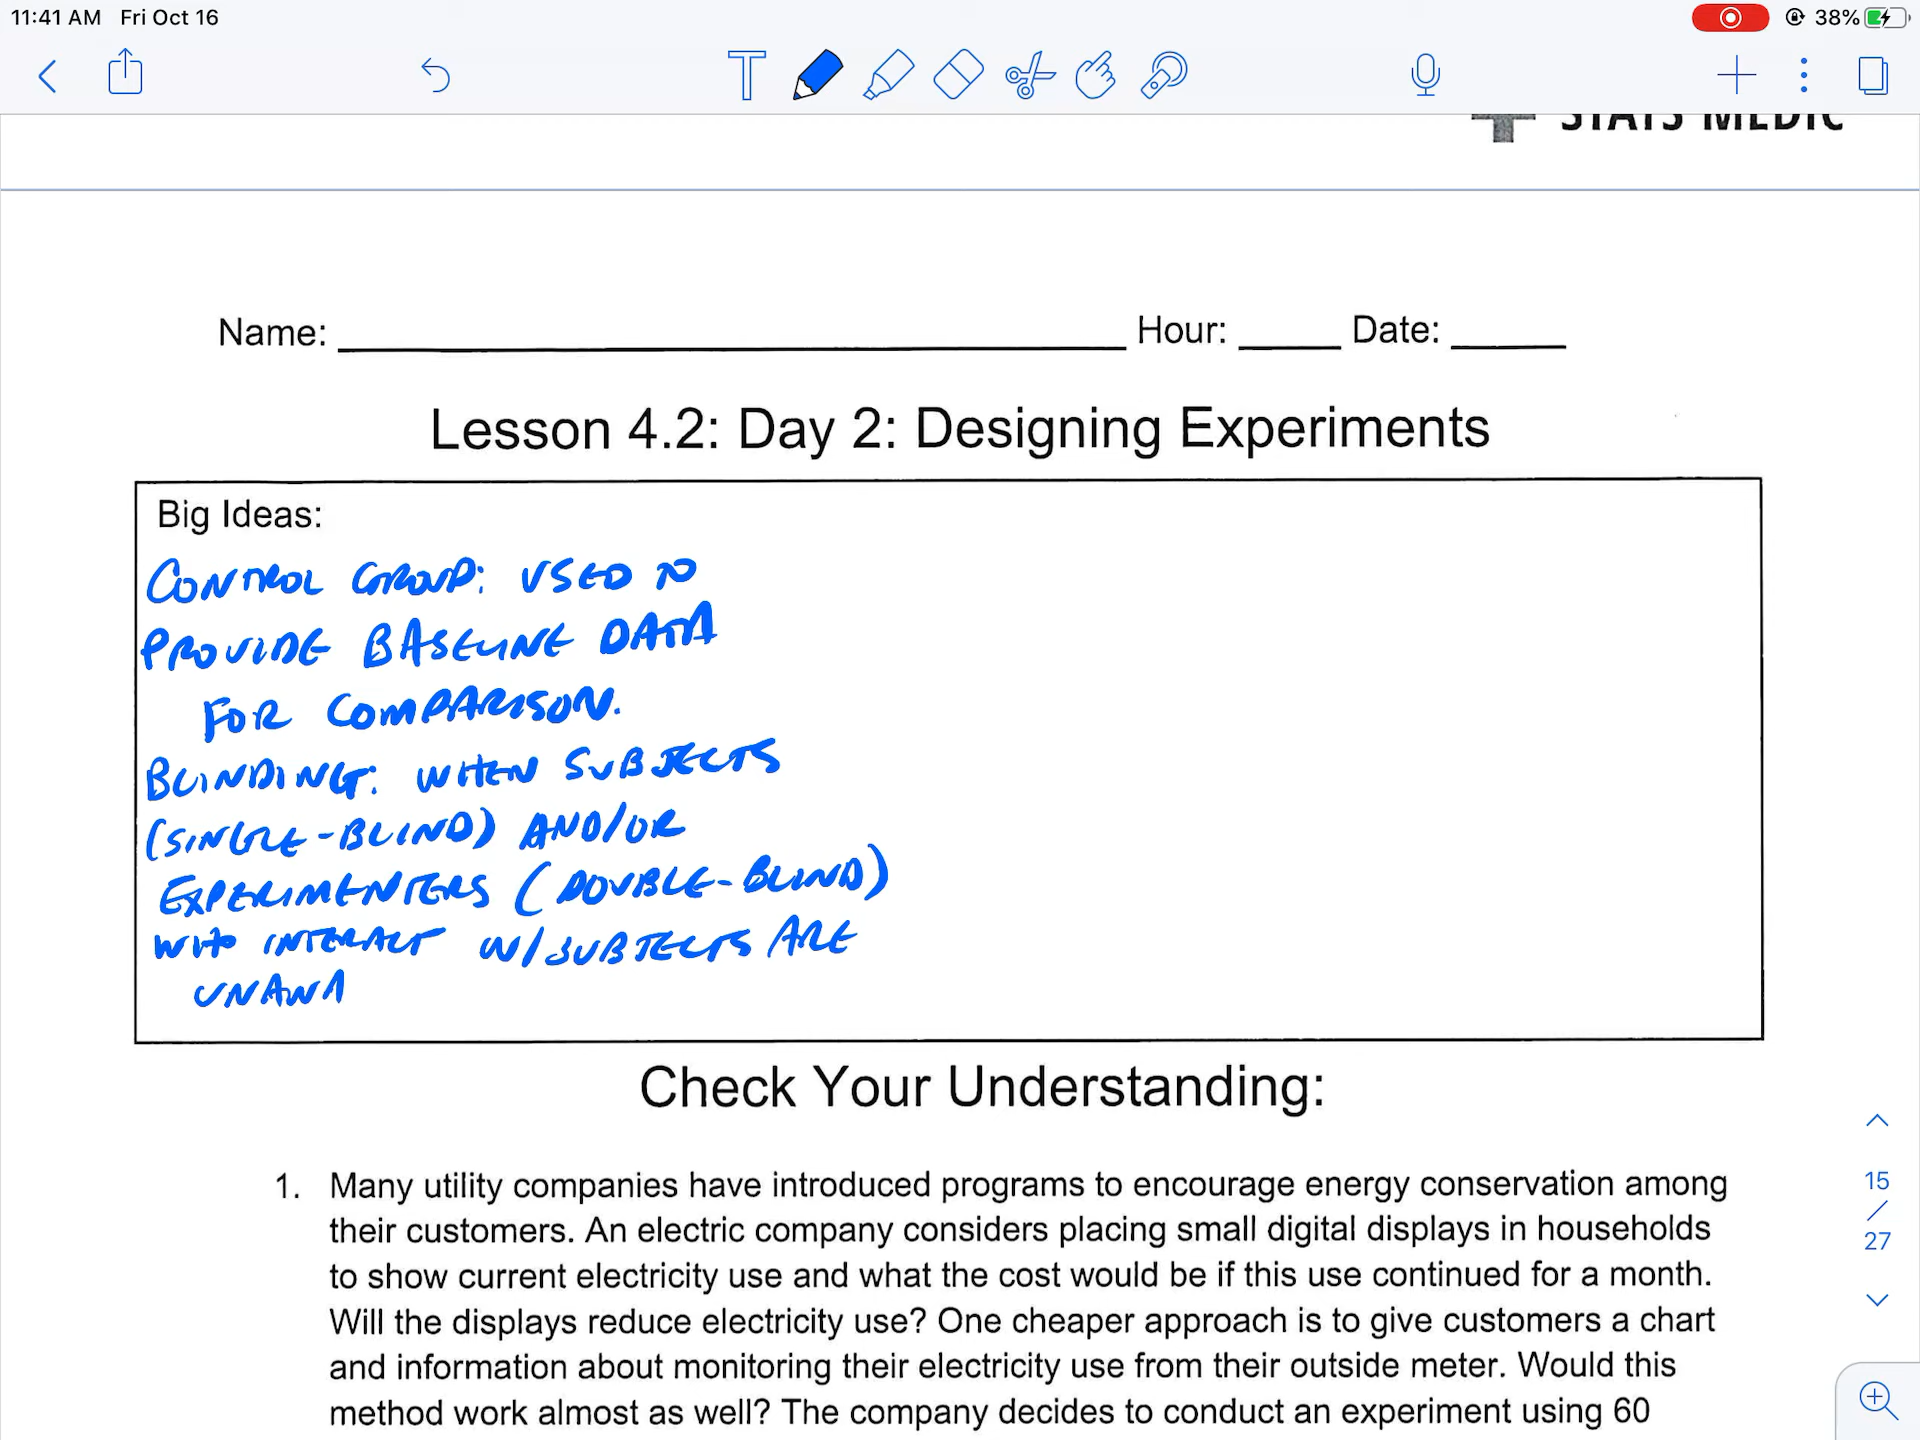 11:41 AM Fri Oct 16
38%
T
STATS MEDIC
Name: Hour: Date:
Lesson 4.2: Day 2: Designing Experiments
Big Ideas:
CONTROL GROUP: USED TO
PROVIDE BASELINE DATA
FOR COMPARISON.
BLINDING: WHEN SUBJECTS
(SINGLE-BLIND) AND/OR
EXPERIMENTERS (DOUBLE-BLIND)
WHO INTERACT W/SUBJECTS ARE
UNAWA
Check Your Understanding:
1. Many utility companies have introduced programs to encourage energy conservation among
their customers. An electric company considers placing small digital displays in households
to show current electricity use and what the cost would be if this use continued for a month.
Will the displays reduce electricity use? One cheaper approach is to give customers a chart
and information about monitoring their electricity use from their outside meter. Would this
method work almost as well? The company decides to conduct an experiment using 60
15
/
27